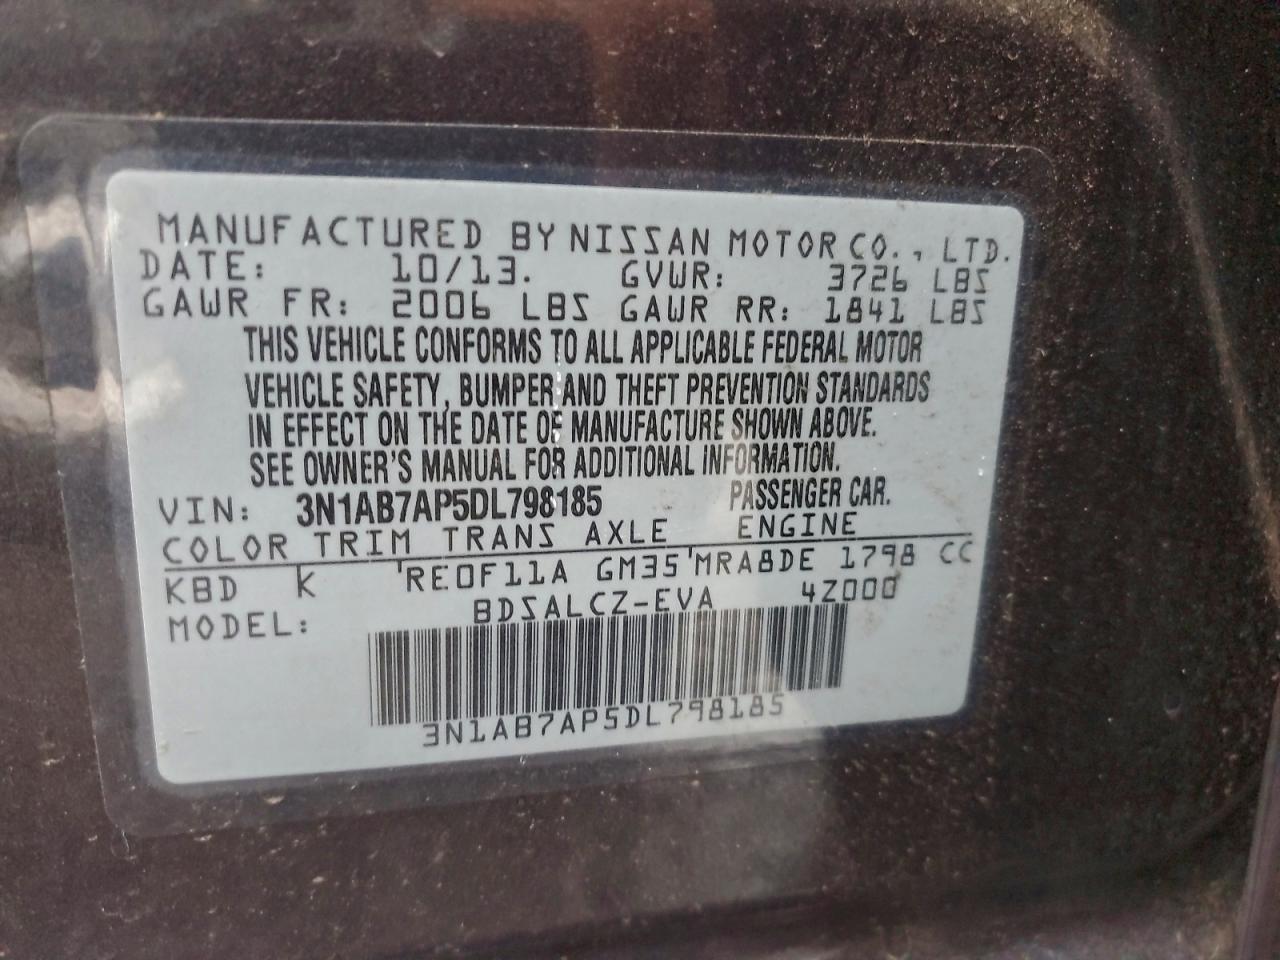 MANUFACTURED BY NISSAN MOTOR CO., LTD.
DATE: 10/13. GVWR: 3726 LBS
GAWR FR: 2006 LBS GAWR RR: 1841 LBS
THIS VEHICLE CONFORMS TO ALL APPLICABLE FEDERAL MOTOR
VEHICLE SAFETY, BUMPER AND THEFT PREVENTION STANDARDS
IN EFFECT ON THE DATE OF MANUFACTURE SHOWN ABOVE.
SEE OWNER'S MANUAL FOR ADDITIONAL INFORMATION.
VIN: 3N1AB7AP5DL798185 PASSENGER CAR.
COLOR TRIM TRANS AXLE ENGINE
KBD K 'RE0F11A GM35'MRA8DE 1798 CC
MODEL: BDSALCZ-EVA 4Z000
3N1AB7AP5DL798185